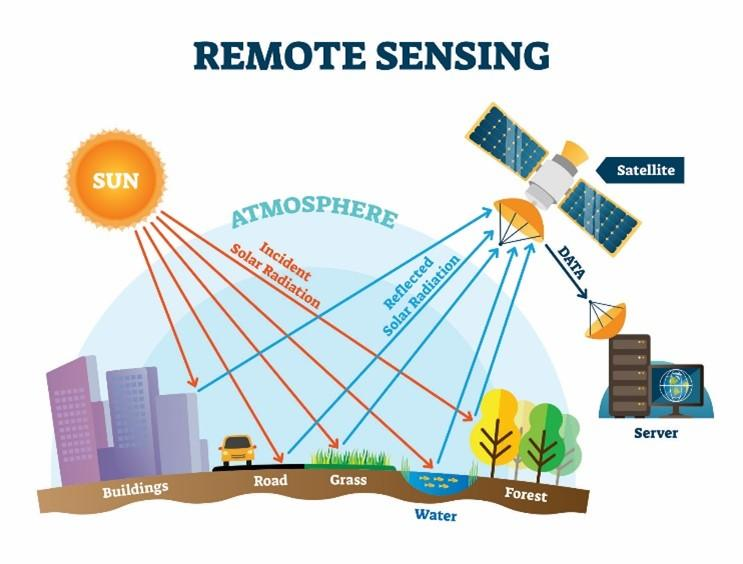 REMOTE SENSING
SUN
ATMOSPHERE
Satellite
Incident
Solar Radiation
Reflected
Solar Radiation
DATA
Server
Buildings
Road
Grass
Water
Forest